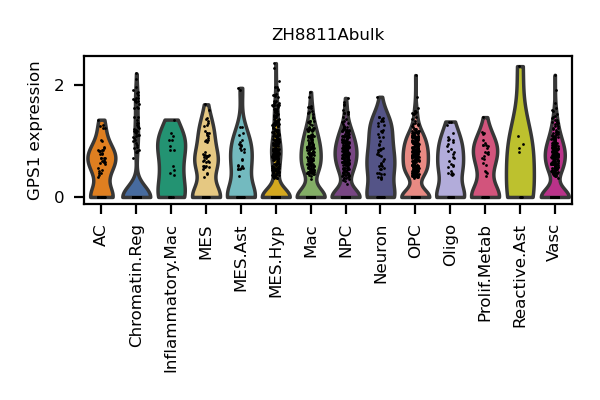 ZH8811Abulk
GPS1 expression
2
0
AC
Chromatin.Reg
Inflammatory.Mac
MES
MES.Ast
MES.Hyp
Mac
NPC
Neuron
OPC
Oligo
Prolif.Metab
Reactive.Ast
Vasc